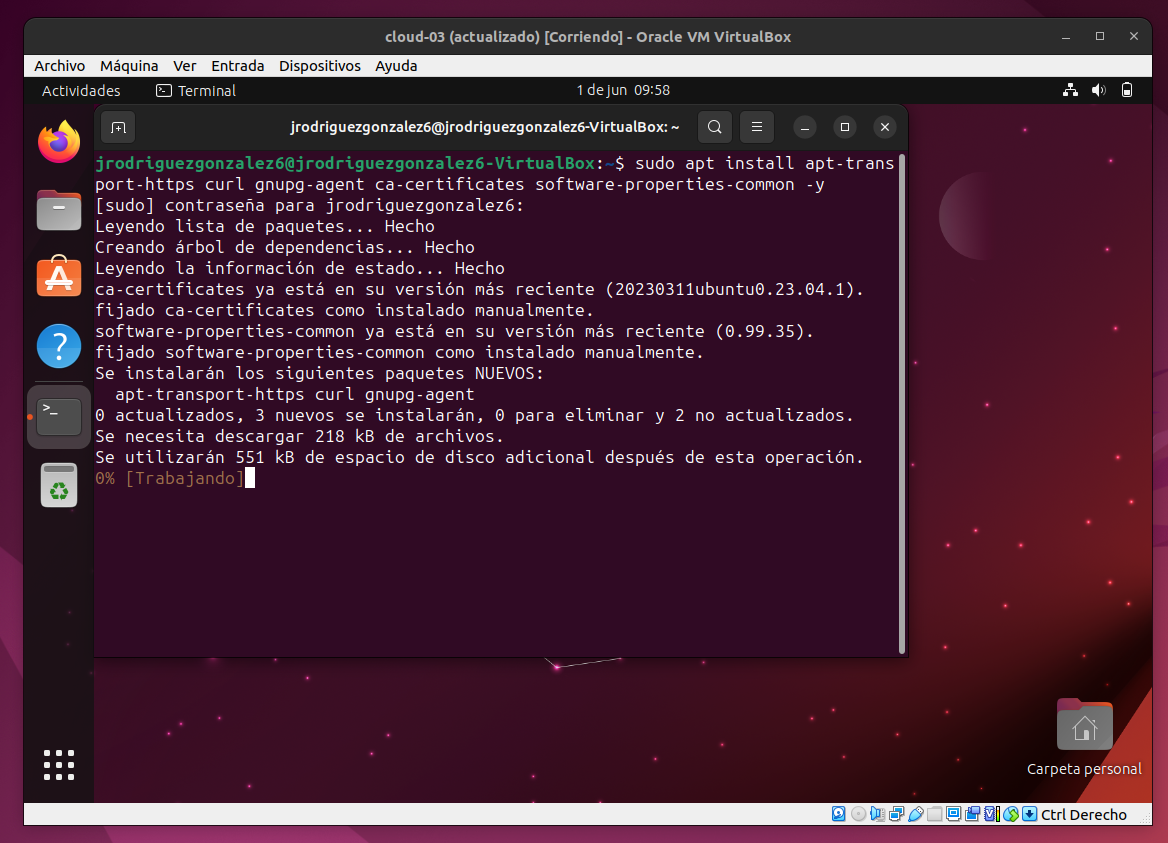 cloud-03 (actualizado) [Corriendo] - Oracle VM VirtualBox
Archivo Máquina Ver Entrada Dispositivos Ayuda
Actividades Terminal 1 de jun 09:58
jrodriguezgonzalez6@jrodriguezgonzalez6-VirtualBox: ~
jrodriguezgonzalez6@jrodriguezgonzalez6-VirtualBox:~$ sudo apt install apt-trans
port-https curl gnupg-agent ca-certificates software-properties-common -y
[sudo] contraseña para jrodriguezgonzalez6:
Leyendo lista de paquetes... Hecho
Creando árbol de dependencias... Hecho
Leyendo la información de estado... Hecho
ca-certificates ya está en su versión más reciente (20230311ubuntu0.23.04.1).
fijado ca-certificates como instalado manualmente.
software-properties-common ya está en su versión más reciente (0.99.35).
fijado software-properties-common como instalado manualmente.
Se instalarán los siguientes paquetes NUEVOS:
  apt-transport-https curl gnupg-agent
0 actualizados, 3 nuevos se instalarán, 0 para eliminar y 2 no actualizados.
Se necesita descargar 218 kB de archivos.
Se utilizarán 551 kB de espacio de disco adicional después de esta operación.
0% [Trabajando]
Carpeta personal
Ctrl Derecho